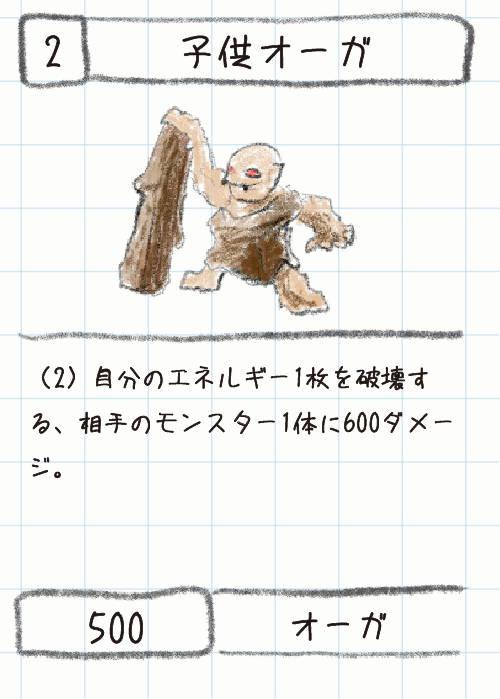 2
子供オーガ
（2）自分のエネルギー1枚を破壊す
る、相手のモンスター1体に600ダメー
ジ。
500
オーガ